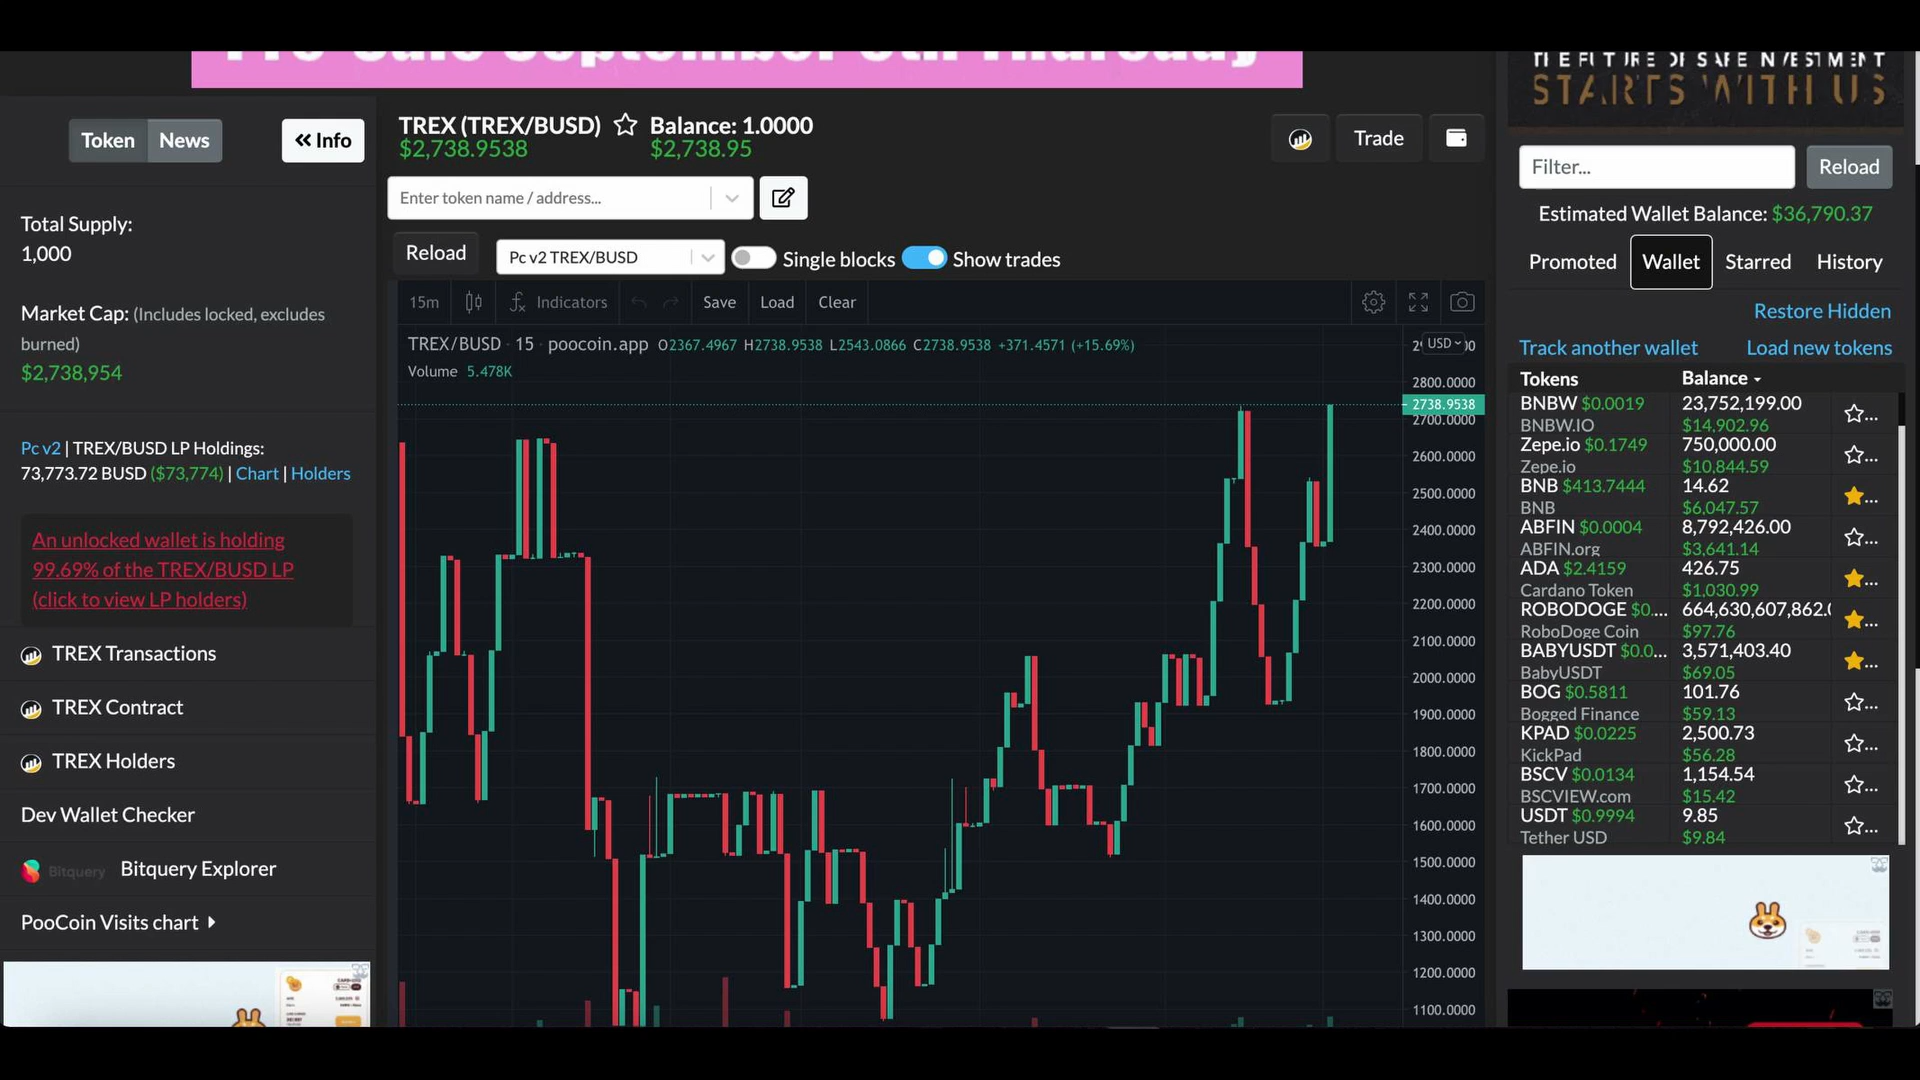 Pre-Sale September 8th Thursday
THE FUTURE OF SAFE INVESTMENT
STARTS WITH US
Token
News
Info
TREX (TREX/BUSD)
Balance: 1.0000
$2,738.9538
$2,738.95
Trade
Filter...
Reload
Enter token name / address...
Estimated Wallet Balance: $36,790.37
Total Supply:
1,000
Reload
Pc v2 TREX/BUSD
Single blocks
Show trades
Promoted
Wallet
Starred
History
Market Cap: (Includes locked, excludes
burned)
$2,738,954
15m
Indicators
Save
Load
Clear
Restore Hidden
Track another wallet
Load new tokens
TREX/BUSD · 15 · poocoin.app O2367.4967 H2738.9538 L2543.0866 C2738.9538 +371.4571 (+15.69%)
Volume 5.478K
USD
2800.0000
2738.9538
2700.0000
2600.0000
2500.0000
2400.0000
2300.0000
2200.0000
2100.0000
2000.0000
1900.0000
1800.0000
1700.0000
1600.0000
1500.0000
1400.0000
1300.0000
1200.0000
1100.0000
Pc v2 | TREX/BUSD LP Holdings:
73,773.72 BUSD ($73,774) | Chart | Holders
An unlocked wallet is holding
99.69% of the TREX/BUSD LP
(click to view LP holders)
TREX Transactions
TREX Contract
TREX Holders
Dev Wallet Checker
Bitquery
Bitquery Explorer
PooCoin Visits chart
Tokens
Balance
BNBW $0.0019 23,752,199.00
BNBW.IO $14,902.96
Zepe.io $0.1749 750,000.00
Zepe.io $10,844.59
BNB $413.7444 14.62
BNB $6,047.57
ABFIN $0.0004 8,792,426.00
ABFIN.org $3,641.14
ADA $2.4159 426.75
Cardano Token $1,030.99
ROBODOGE $0.... 664,630,607,862.
RoboDoge Coin $97.76
BABYUSDT $0.0... 3,571,403.40
BabyUSDT $69.05
BOG $0.5811 101.76
Bogged Finance $59.13
KPAD $0.0225 2,500.73
KickPad $56.28
BSCV $0.0134 1,154.54
BSCVIEW.com $15.42
USDT $0.9994 9.85
Tether USD $9.84